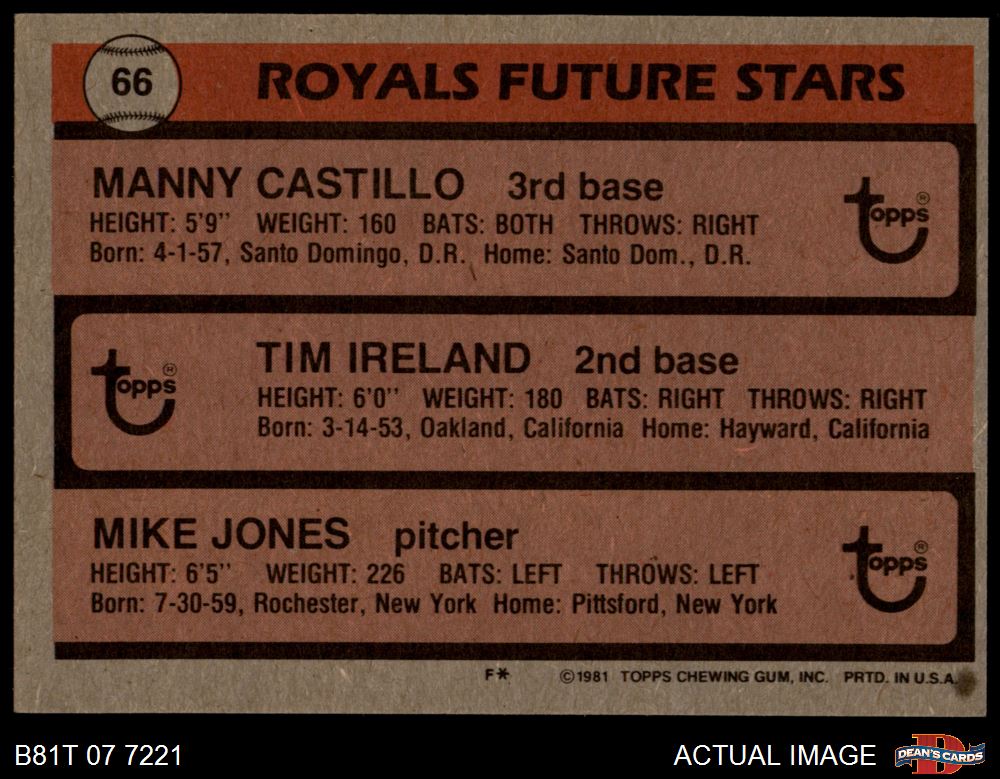 66
ROYALS FUTURE STARS
MANNY CASTILLO 3rd base
HEIGHT: 5'9" WEIGHT: 160 BATS: BOTH THROWS: RIGHT
Born: 4-1-57, Santo Domingo, D.R. Home: Santo Dom., D.R.
Topps ®
TIM IRELAND 2nd base
HEIGHT: 6'0" WEIGHT: 180 BATS: RIGHT THROWS: RIGHT
Born: 3-14-53, Oakland, California Home: Hayward, California
Topps ®
MIKE JONES pitcher
HEIGHT: 6'5" WEIGHT: 226 BATS: LEFT THROWS: LEFT
Born: 7-30-59, Rochester, New York Home: Pittsford, New York
Topps ®
F* ©1981 TOPPS CHEWING GUM, INC. PRTD. IN U.S.A.
B81T 07 7221 ACTUAL IMAGE
D
DEAN'S CARDS